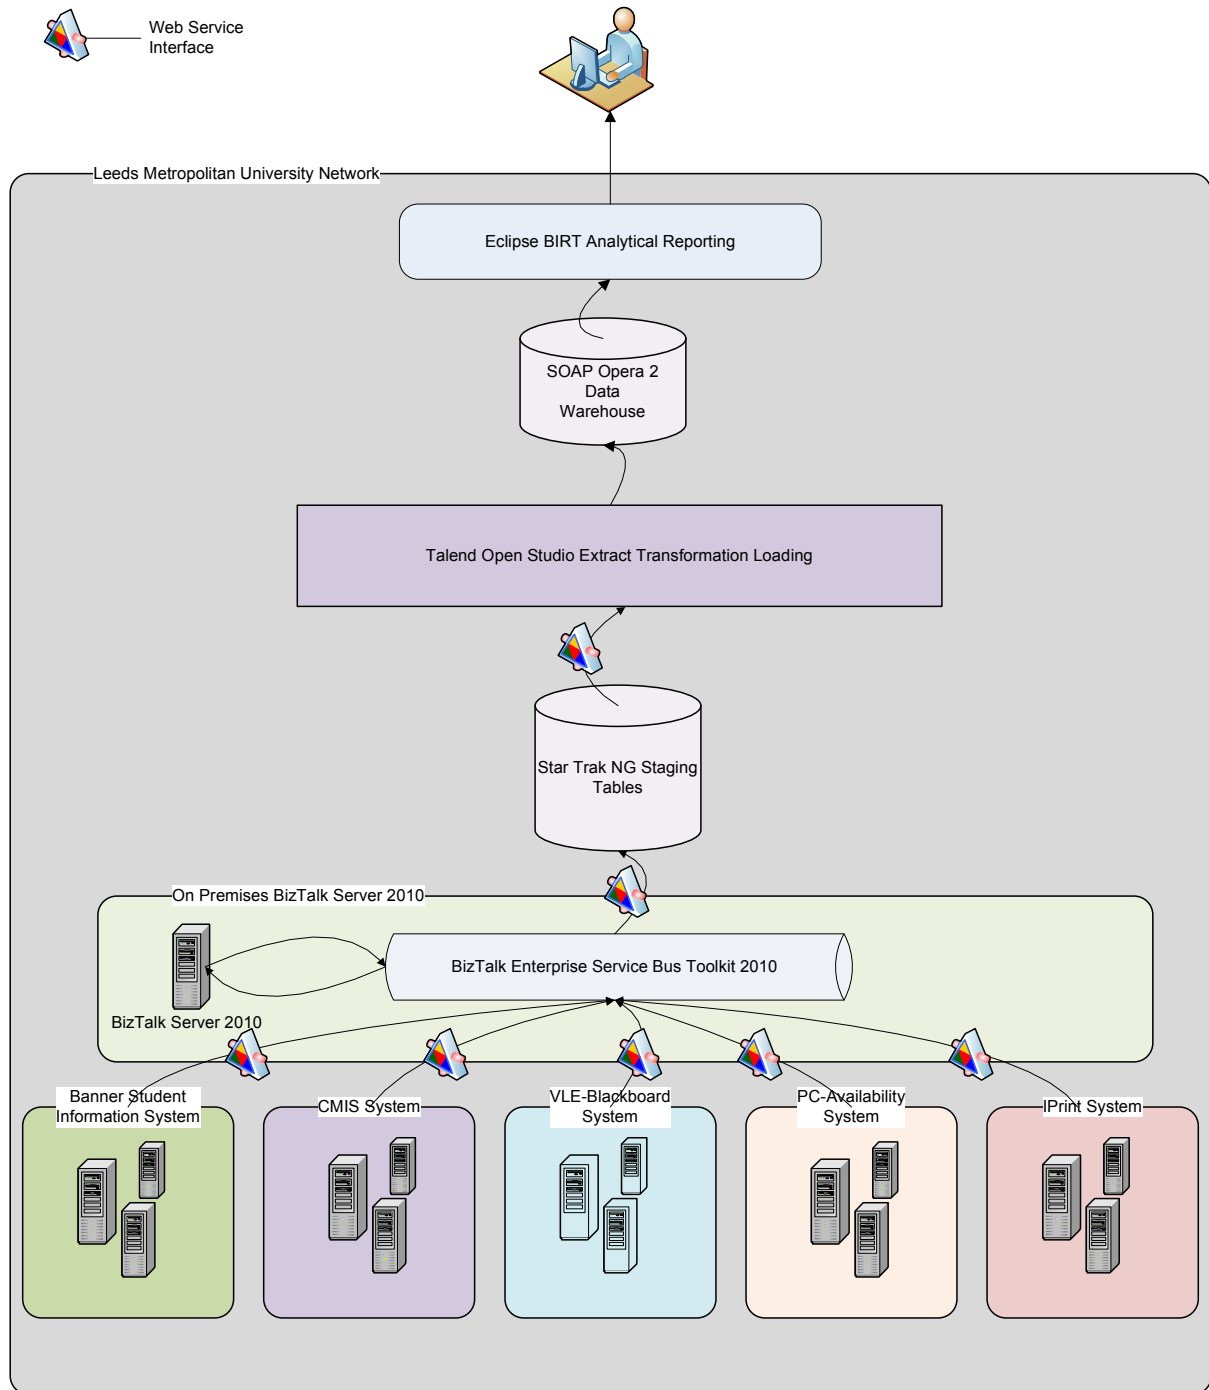 Web Service
Interface
Leeds Metropolitan University Network
Eclipse BIRT Analytical Reporting
SOAP Opera 2
Data
Warehouse
Talend Open Studio Extract Transformation Loading
Star Trak NG Staging
Tables
On Premises BizTalk Server 2010
BizTalk Enterprise Service Bus Toolkit 2010
BizTalk Server 2010
Banner Student
Information System
CMIS System
VLE-Blackboard
System
PC-Availability
System
IPrint System